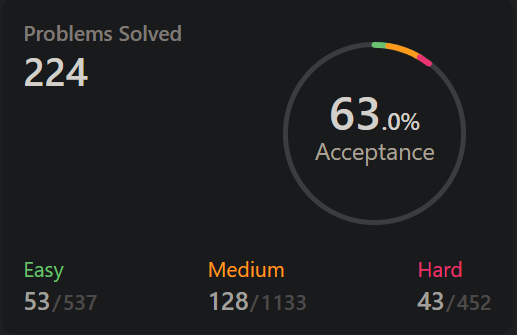 Problems Solved
224
63.0%
Acceptance
Easy
53/537
Medium
128/1133
Hard
43/452